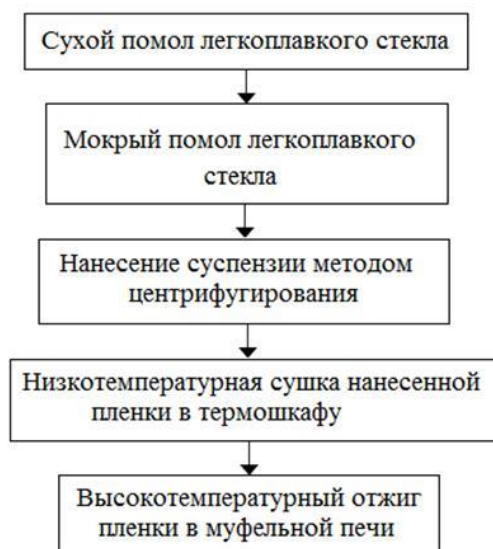 Сухой помол легкоплавкого стекла
Мокрый помол легкоплавкого
стекла
Нанесение суспензии методом
центрифугирования
Низкотемпературная сушка нанесенной
пленки в термошкафу
Высокотемпературный отжиг
пленки в муфельной печи